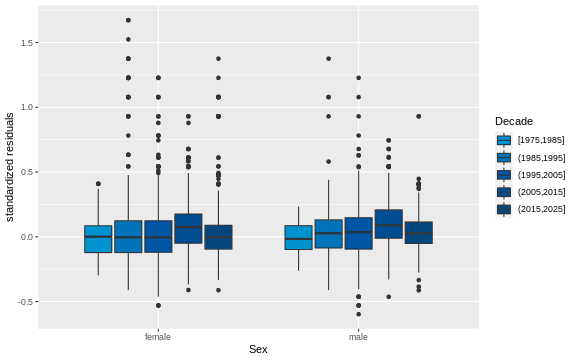 1.5
1.0
0.5
0.0
-0.5
standardized residuals
female
male
Sex
Decade
[1975,1985]
(1985,1995]
(1995,2005]
(2005,2015]
(2015,2025]